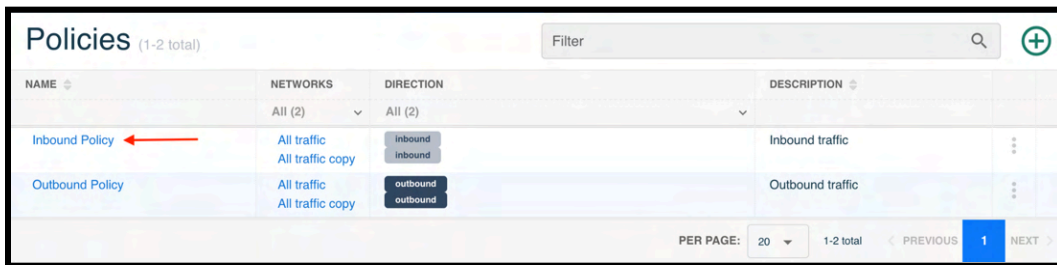 Policies (1-2 total) Filter
NAME NETWORKS DIRECTION DESCRIPTION
All (2) All (2)
Inbound Policy All traffic inbound Inbound traffic
All traffic copy inbound
Outbound Policy All traffic outbound Outbound traffic
All traffic copy outbound
PER PAGE: 20 1-2 total PREVIOUS 1 NEXT